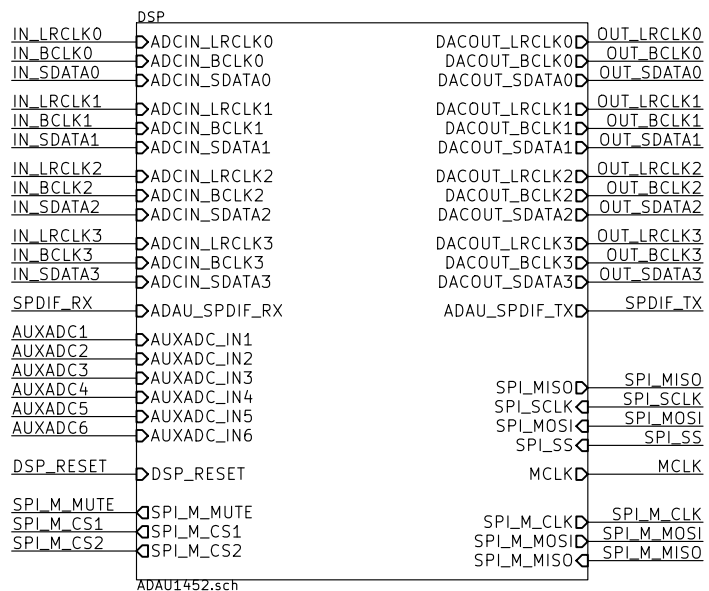 DSP
IN_LRCLK0 ADCIN_LRCLK0 DACOUT_LRCLK0 OUT_LRCLK0
IN_BCLK0 ADCIN_BCLK0 DACOUT_BCLK0 OUT_BCLK0
IN_SDATA0 ADCIN_SDATA0 DACOUT_SDATA0 OUT_SDATA0
IN_LRCLK1 ADCIN_LRCLK1 DACOUT_LRCLK1 OUT_LRCLK1
IN_BCLK1 ADCIN_BCLK1 DACOUT_BCLK1 OUT_BCLK1
IN_SDATA1 ADCIN_SDATA1 DACOUT_SDATA1 OUT_SDATA1
IN_LRCLK2 ADCIN_LRCLK2 DACOUT_LRCLK2 OUT_LRCLK2
IN_BCLK2 ADCIN_BCLK2 DACOUT_BCLK2 OUT_BCLK2
IN_SDATA2 ADCIN_SDATA2 DACOUT_SDATA2 OUT_SDATA2
IN_LRCLK3 ADCIN_LRCLK3 DACOUT_LRCLK3 OUT_LRCLK3
IN_BCLK3 ADCIN_BCLK3 DACOUT_BCLK3 OUT_BCLK3
IN_SDATA3 ADCIN_SDATA3 DACOUT_SDATA3 OUT_SDATA3
SPDIF_RX ADAU_SPDIF_RX ADAU_SPDIF_TX SPDIF_TX
AUXADC1 AUXADC_IN1
AUXADC2 AUXADC_IN2
AUXADC3 AUXADC_IN3
AUXADC4 AUXADC_IN4 SPI_MISO SPI_MISO
AUXADC5 AUXADC_IN5 SPI_SCLK SPI_SCLK
AUXADC6 AUXADC_IN6 SPI_MOSI SPI_MOSI
SPI_SS SPI_SS
DSP_RESET DSP_RESET MCLK MCLK
SPI_M_MUTE SPI_M_MUTE SPI_M_CLK SPI_M_CLK
SPI_M_CS1 SPI_M_CS1 SPI_M_MOSI SPI_M_MOSI
SPI_M_CS2 SPI_M_CS2 SPI_M_MISO SPI_M_MISO
ADAU1452.sch